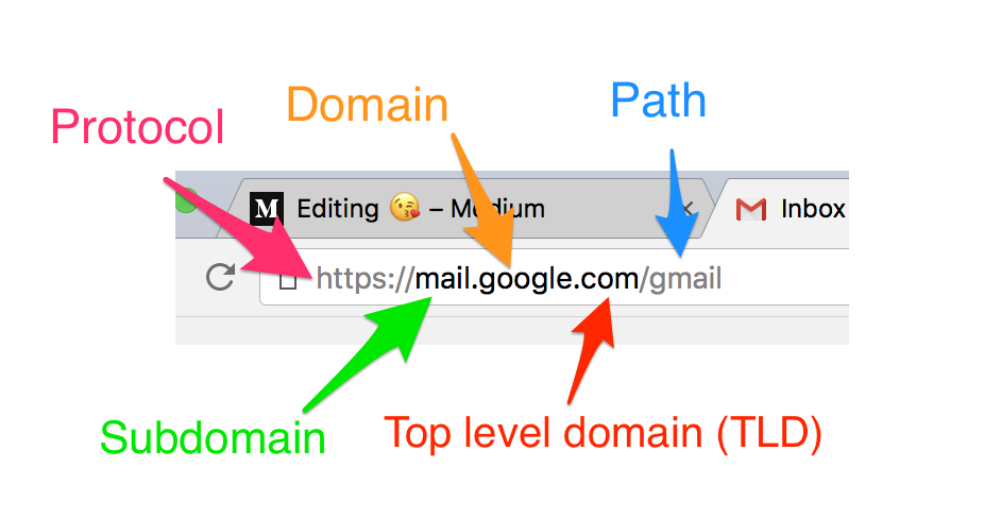 Domain
Path
Protocol
M Editing 😘 – Medium × Inbox
https://mail.google.com/gmail
Subdomain
Top level domain (TLD)